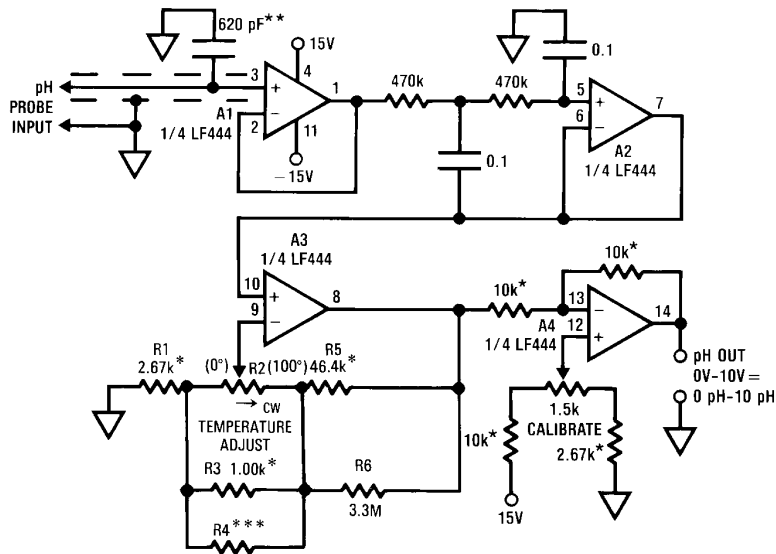 620 pF**
15V
3
4
1
pH
PROBE
INPUT
A1
+
−
2
11
1/4 LF444
−15V
470k
470k
0.1
0.1
5
6
+
−
7
A2
1/4 LF444
A3
1/4 LF444
10
9
+
−
8
R1
2.67k*
(0°)
R2
(100°)
R5
46.4k*
→ CW
TEMPERATURE
ADJUST
R3 1.00k*
R4***
R6
3.3M
10k*
10k*
13
12
−
+
14
A4
1/4 LF444
pH OUT
0V-10V =
0 pH-10 pH
1.5k
CALIBRATE
10k*
2.67k*
15V